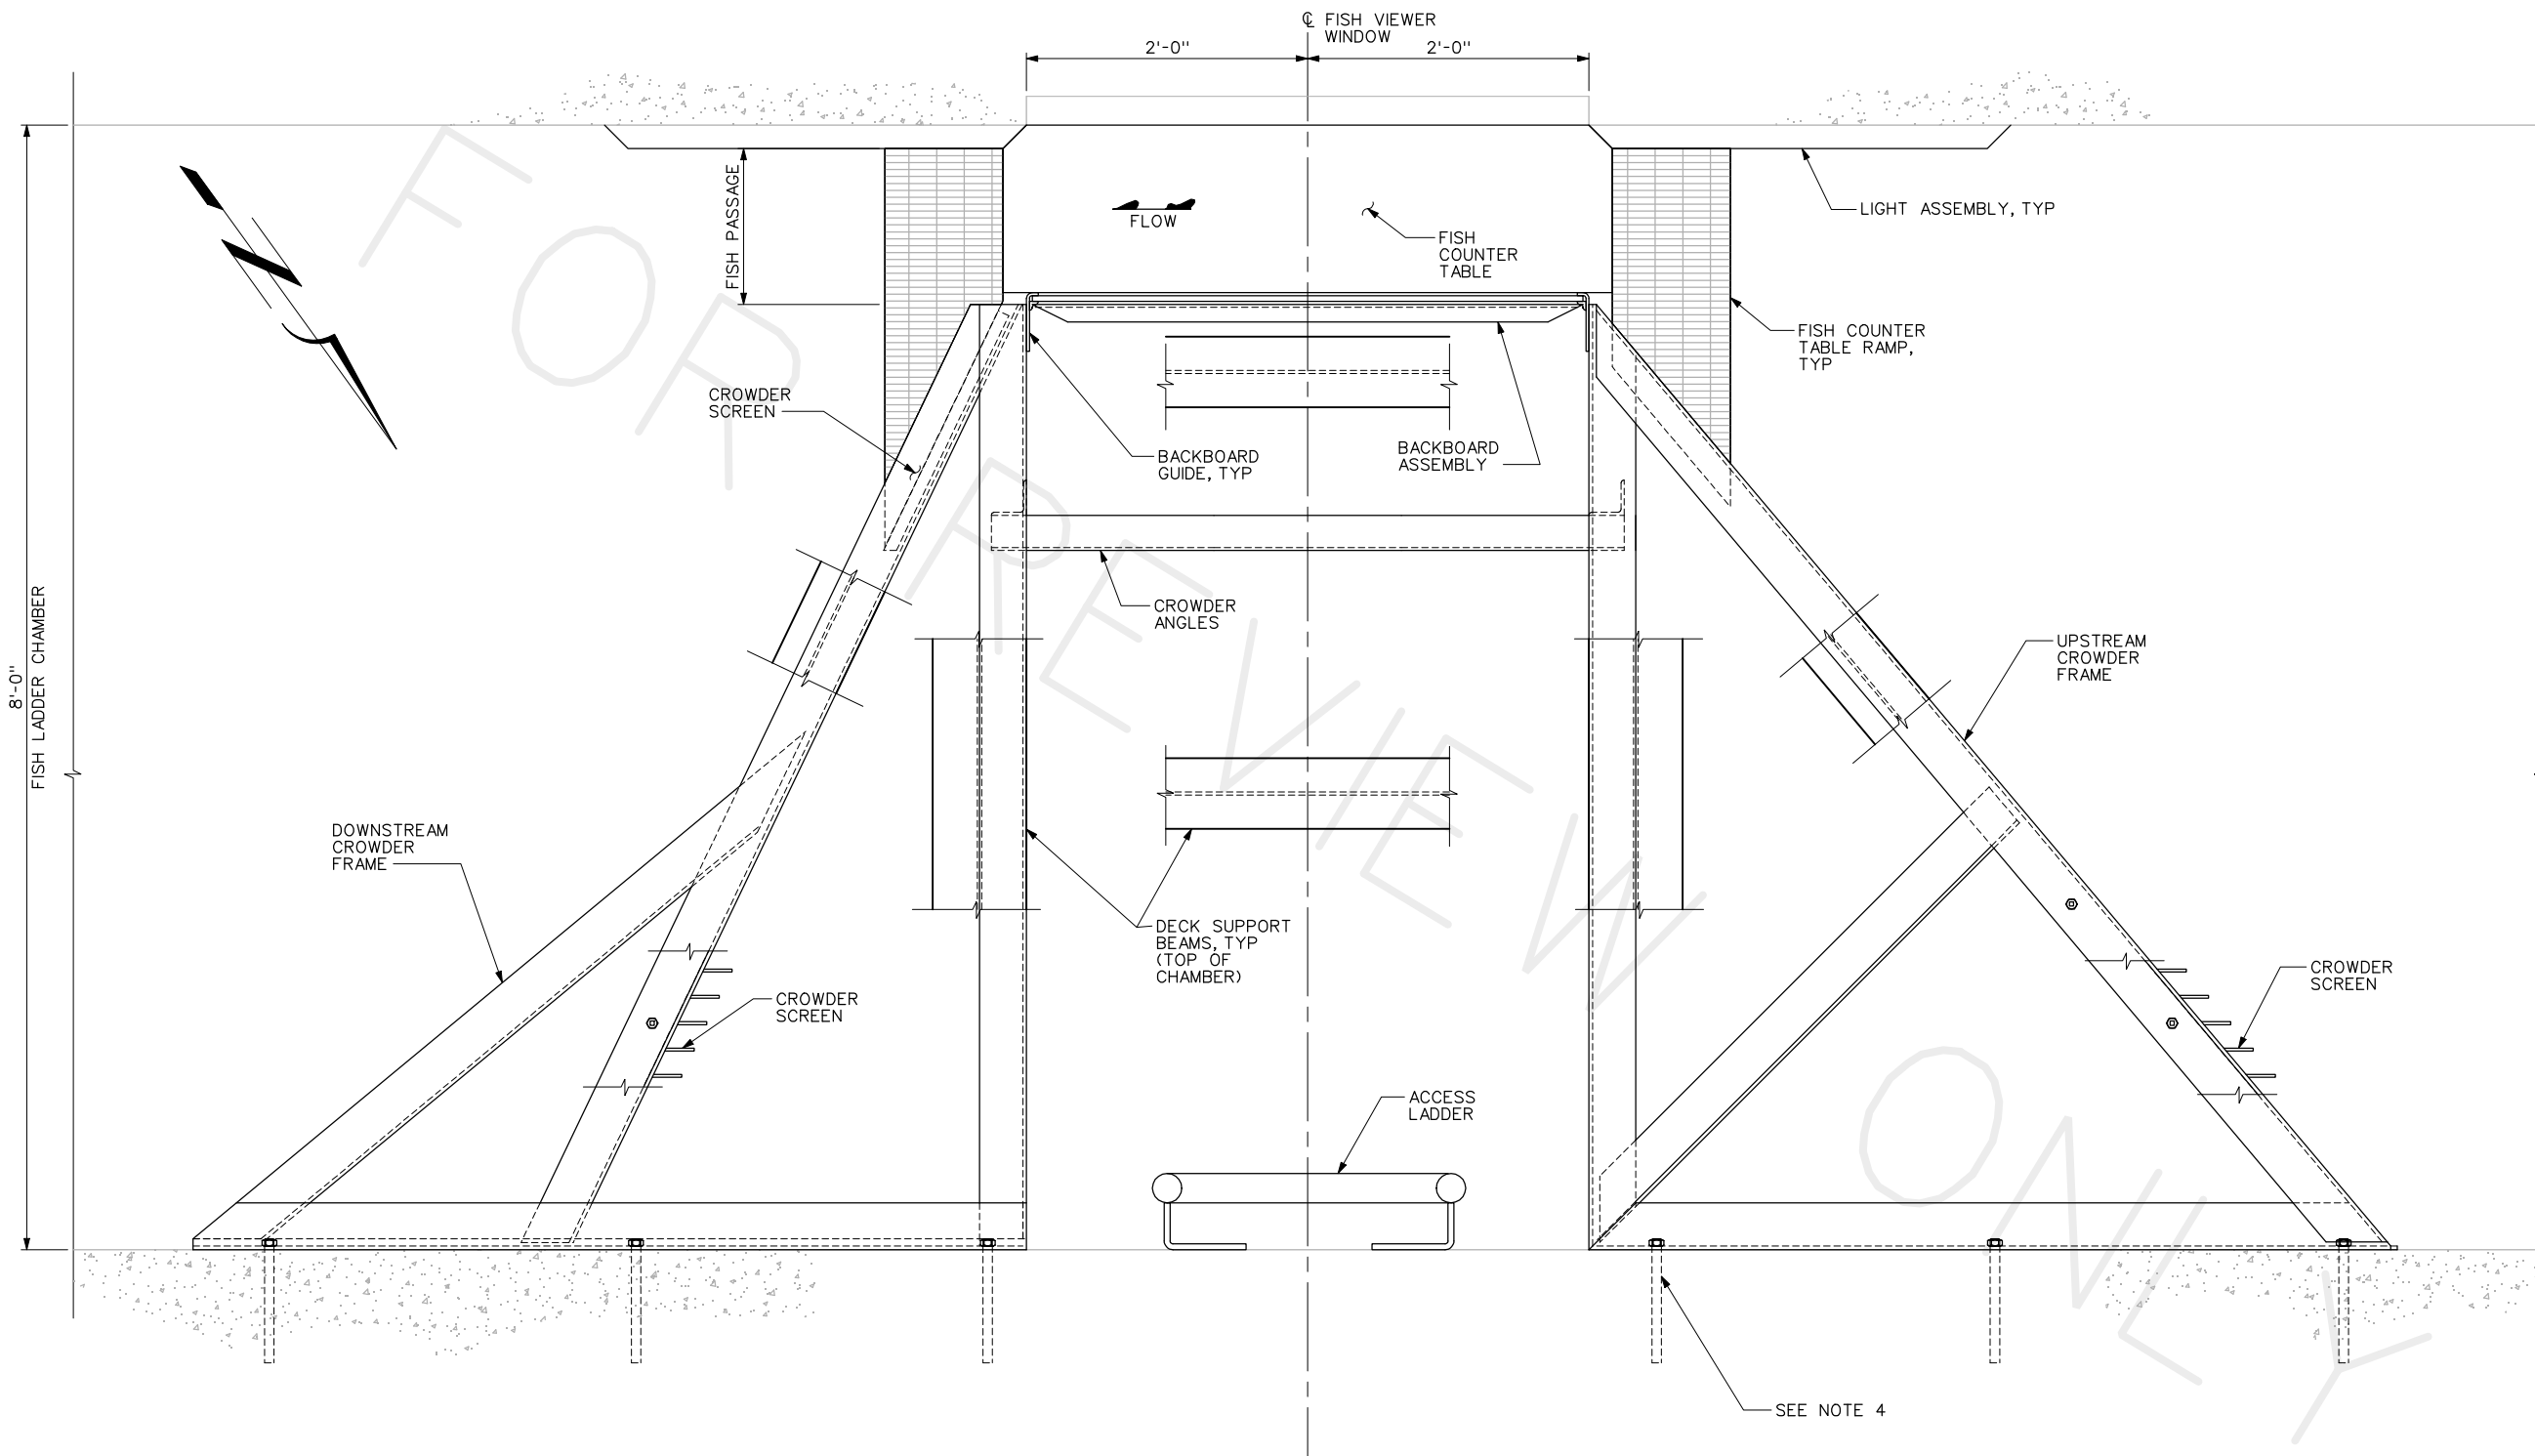 ℄ FISH VIEWER
WINDOW
2'-0"
2'-0"
FISH PASSAGE
FLOW
FISH
COUNTER
TABLE
LIGHT ASSEMBLY, TYP
FISH COUNTER
TABLE RAMP,
TYP
CROWDER
SCREEN
BACKBOARD
GUIDE, TYP
BACKBOARD
ASSEMBLY
CROWDER
ANGLES
UPSTREAM
CROWDER
FRAME
8'-0"
FISH LADDER CHAMBER
DOWNSTREAM
CROWDER
FRAME
DECK SUPPORT
BEAMS, TYP
(TOP OF
CHAMBER)
CROWDER
SCREEN
CROWDER
SCREEN
ACCESS
LADDER
SEE NOTE 4
FOR REVIEW ONLY